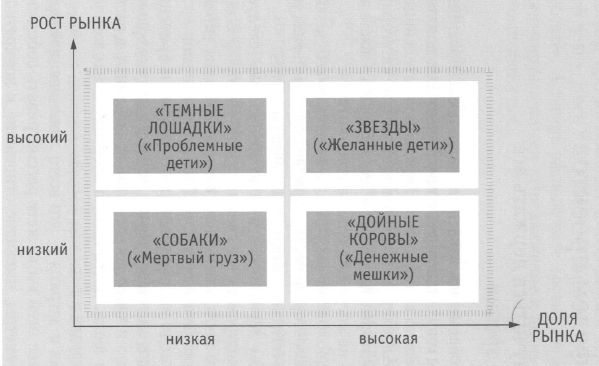 РОСТ РЫНКА
высокий
«ТЕМНЫЕ
ЛОШАДКИ»
(«Проблемные
дети»)
«ЗВЕЗДЫ»
(«Желанные дети»)
низкий
«СОБАКИ»
(«Мертвый груз»)
«ДОЙНЫЕ
КОРОВЫ»
(«Денежные
мешки»)
низкая
высокая
ДОЛЯ
РЫНКА